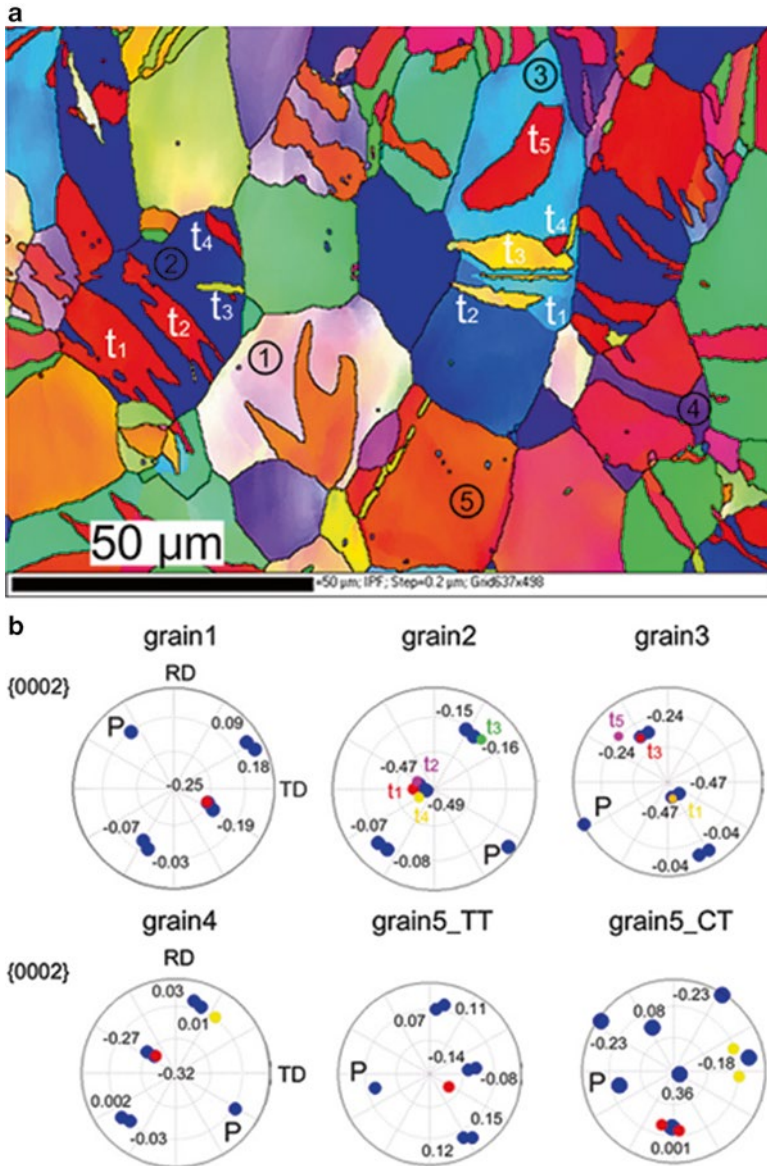 a
3
t5
t4
t4
t3
2
t3
t2
t1
t1
t2
1
4
5
50 µm
=50 µm; IPF; Step=0.2 µm; Grid637x498
b
grain1 grain2 grain3
{0002}
RD
P 0.09 0.18 -0.25 TD -0.19 -0.07 -0.03
-0.15 t3 -0.16 -0.47 t2 t1 t4 -0.49 -0.07 -0.08 P
t5 -0.24 -0.24 t3 -0.47 P -0.47 t1 -0.04 -0.04
grain4 grain5_TT grain5_CT
{0002}
RD
0.03 0.01 -0.27 -0.32 TD 0.002 -0.03 P
0.07 0.11 -0.14 P -0.08 0.15 0.12
-0.23 0.08 -0.23 -0.18 P 0.36 0.001